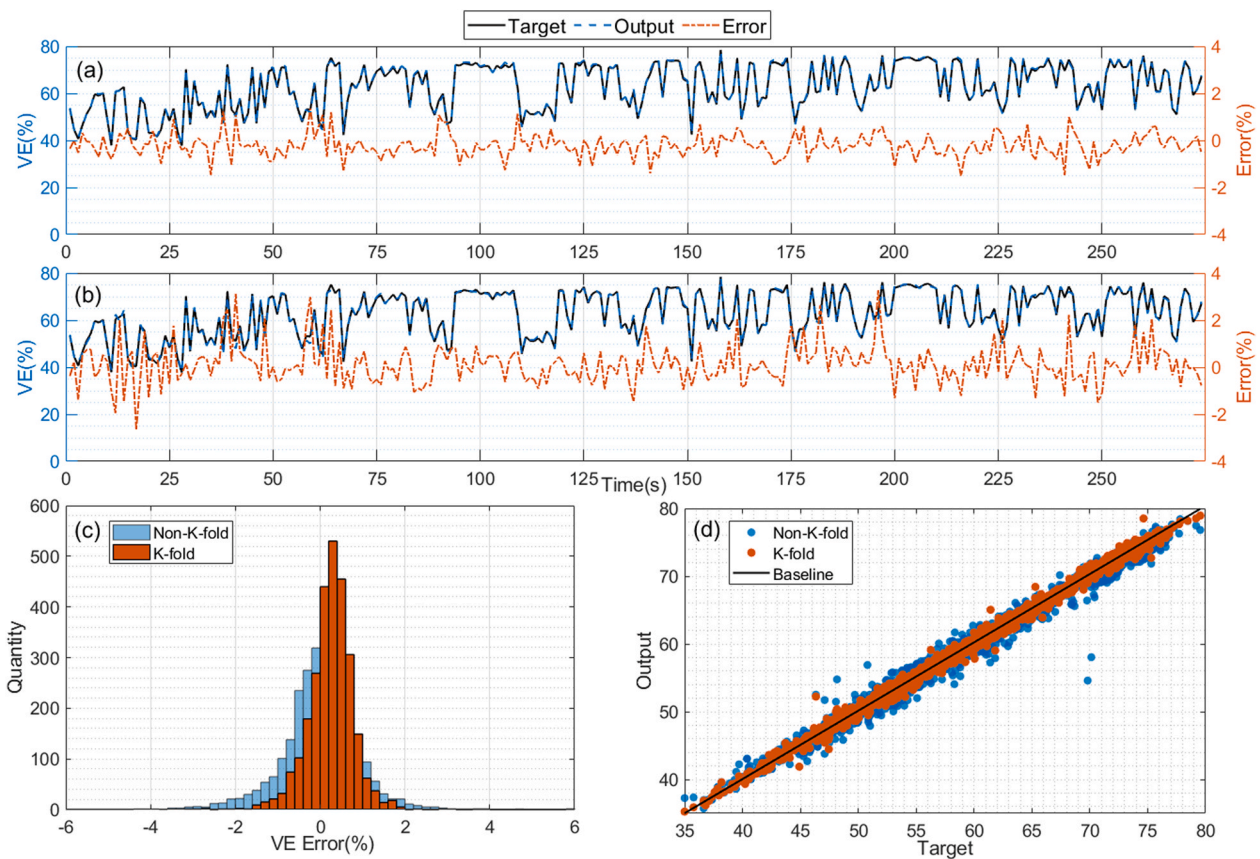 Target Output Error
(a)
VE(%)
80
60
40
20
0
4
2
0
-2
-4
Error(%)
0 25 50 75 100 125 150 175 200 225 250
(b)
VE(%)
80
60
40
20
0
4
2
0
-2
-4
Error(%)
0 25 50 75 100 125 150 175 200 225 250
Time(s)
(c)
Non-K-fold
K-fold
Quantity
600
500
400
300
200
100
0
-6 -4 -2 0 2 4 6
VE Error(%)
(d)
Non-K-fold
K-fold
Baseline
Output
80
70
60
50
40
35 40 45 50 55 60 65 70 75 80
Target